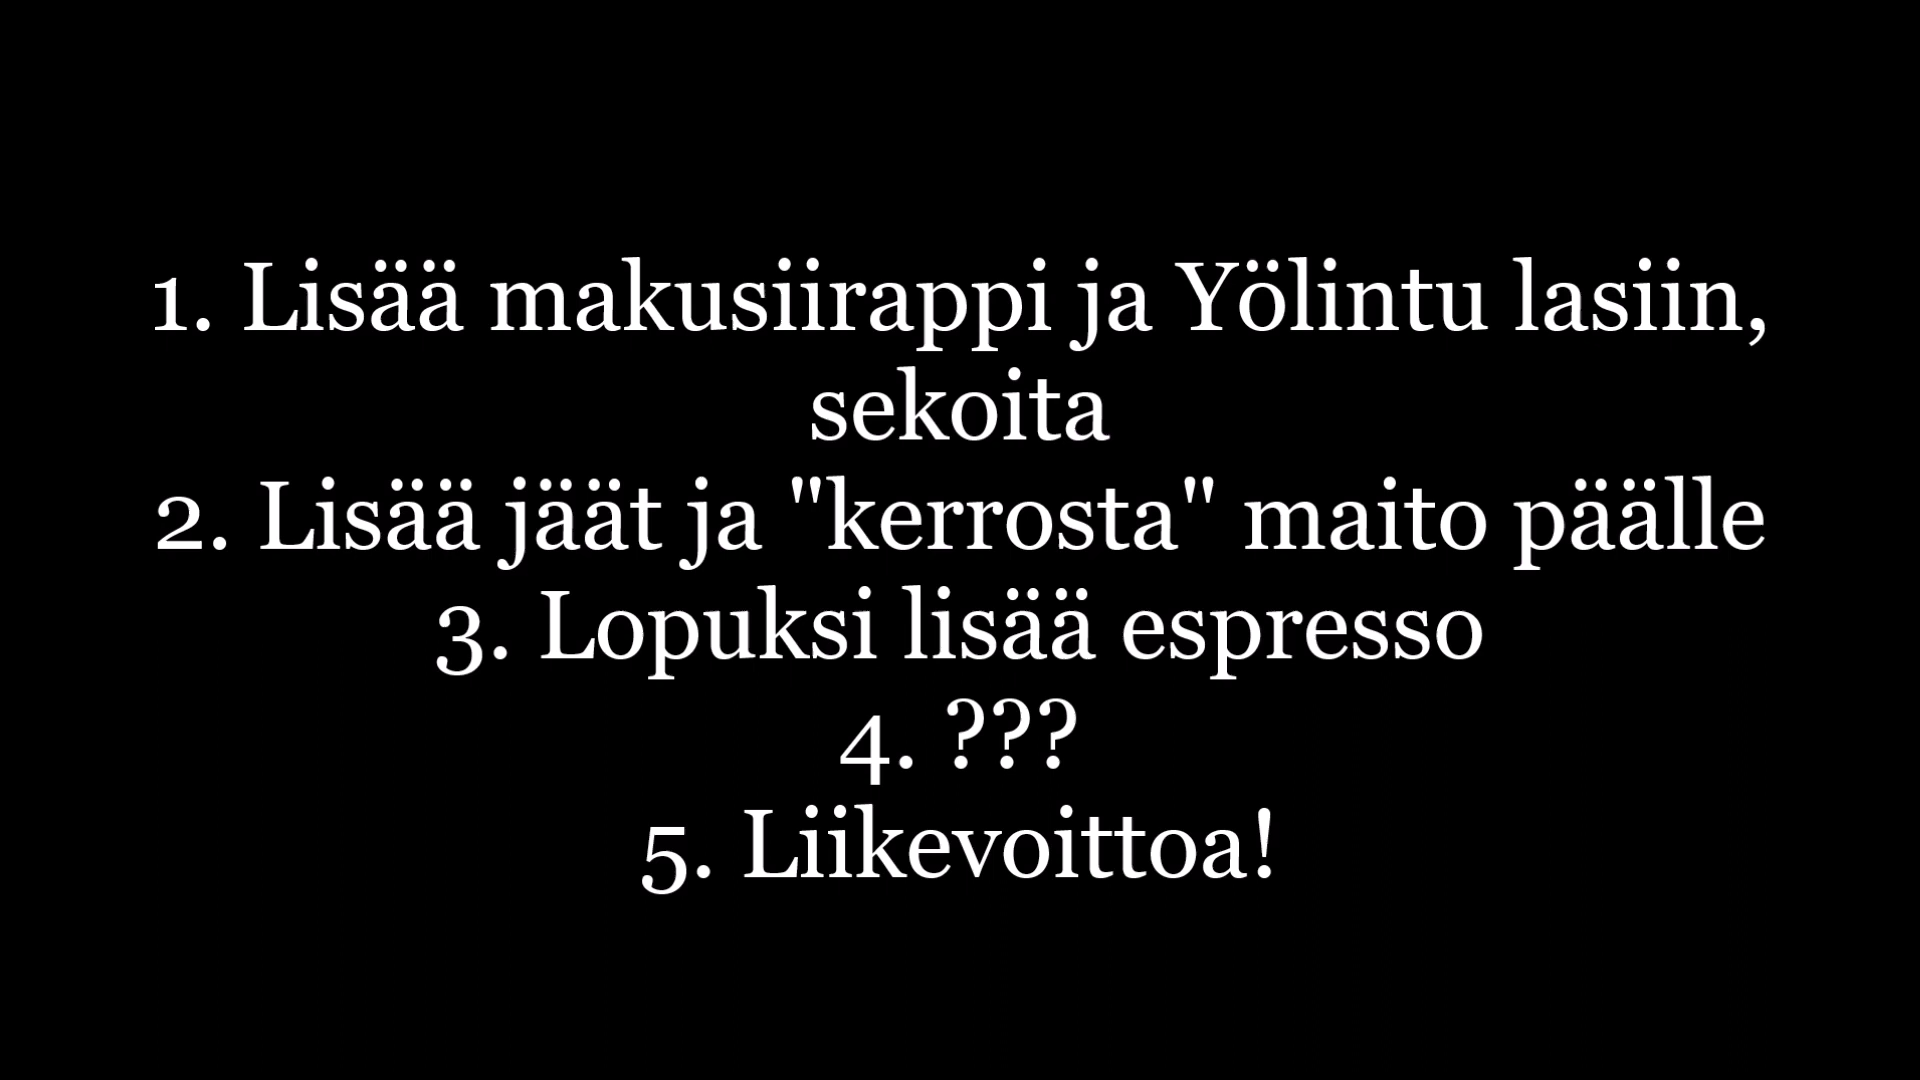 1. Lisää makusiirappi ja Yölintu lasiin,
sekoita
2. Lisää jäät ja "kerrosta" maito päälle
3. Lopuksi lisää espresso
4. ???
5. Liikevoittoa!